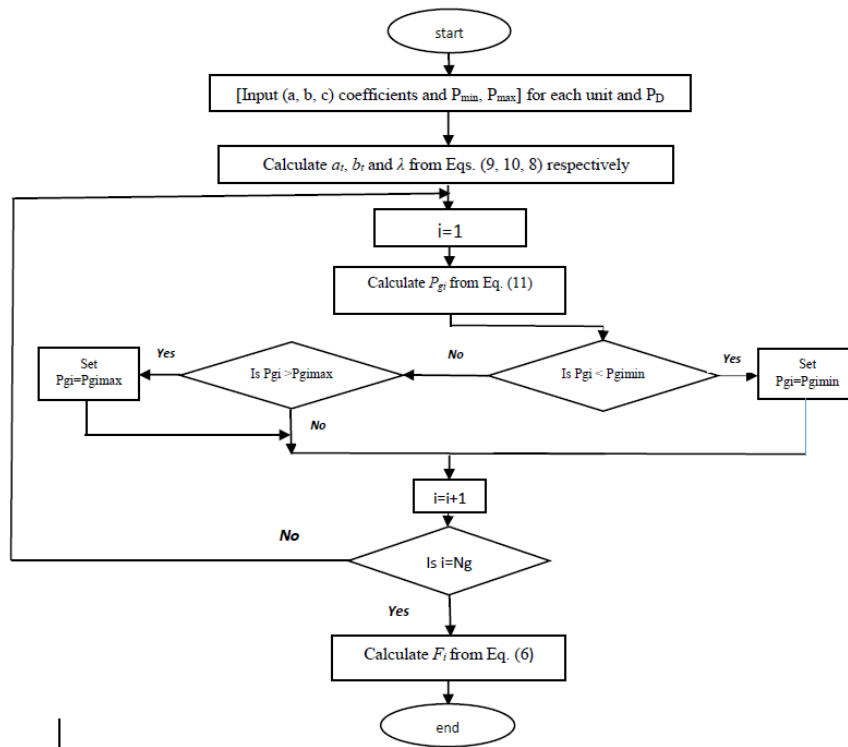 start
[Input (a, b, c) coefficients and Pmin, Pmax] for each unit and PD
Calculate at, bt and λ from Eqs. (9, 10, 8) respectively
i=1
Calculate Pgi from Eq. (11)
Is Pgi < Pgimin
Yes
Set
Pgi=Pgimin
No
Is Pgi >Pgimax
Yes
Set
Pgi=Pgimax
No
i=i+1
Is i=Ng
No
Yes
Calculate Fi from Eq. (6)
end